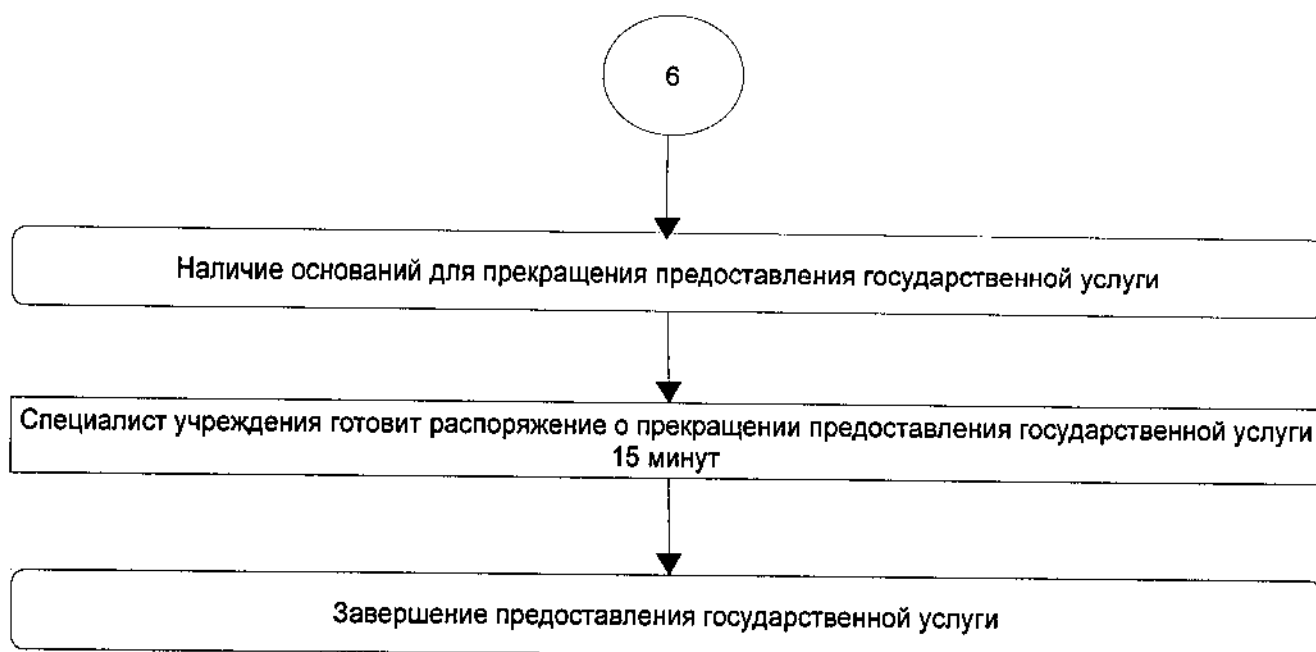 6
Наличие оснований для прекращения предоставления государственной услуги
Специалист учреждения готовит распоряжение о прекращении предоставления государственной услуги
15 минут
Завершение предоставления государственной услуги